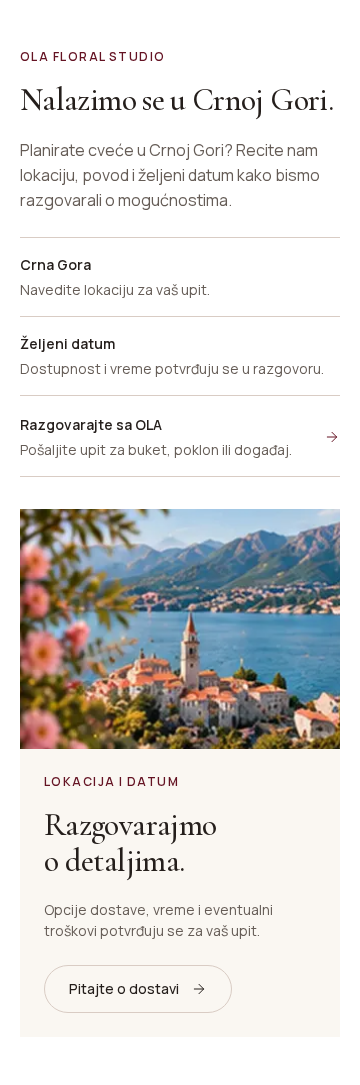 OLA FLORAL STUDIO
Nalazimo se u Crnoj Gori.
Planirate cveće u Crnoj Gori? Recite nam
lokaciju, povod i željeni datum kako bismo
razgovarali o mogućnostima.
Crna Gora
Navedite lokaciju za vaš upit.
Željeni datum
Dostupnost i vreme potvrđuju se u razgovoru.
Razgovarajte sa OLA
Pošaljite upit za buket, poklon ili događaj.
LOKACIJA I DATUM
Razgovarajmo
o detaljima.
Opcije dostave, vreme i eventualni
troškovi potvrđuju se za vaš upit.
Pitajte o dostavi